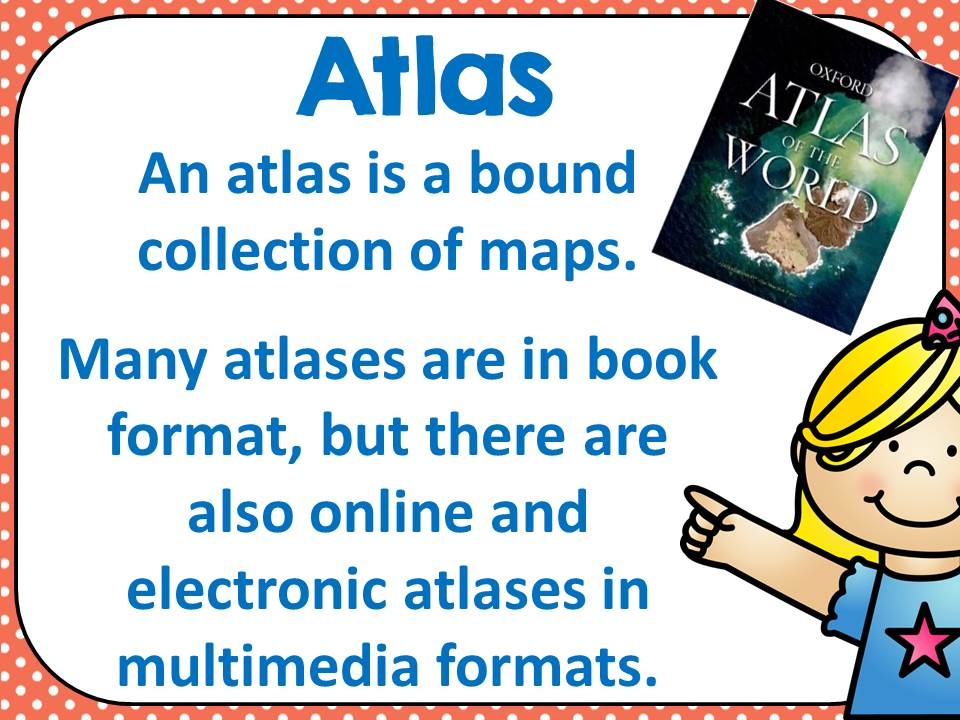 Atlas
An atlas is a bound
collection of maps.
Many atlases are in book
format, but there are
also online and
electronic atlases in
multimedia formats.
OXFORD
ATLAS
OF THE
WORLD